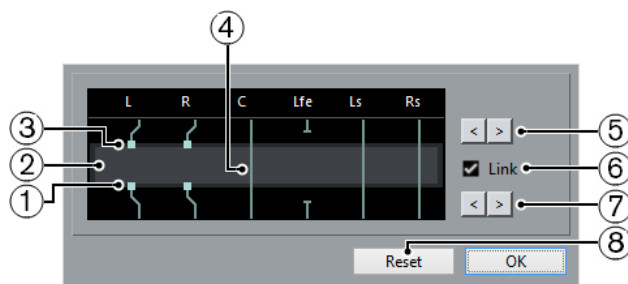 ④
L R C Lfe Ls Rs
③ < > ⑤
② Link ⑥
① < > ⑦
⑧
Reset OK